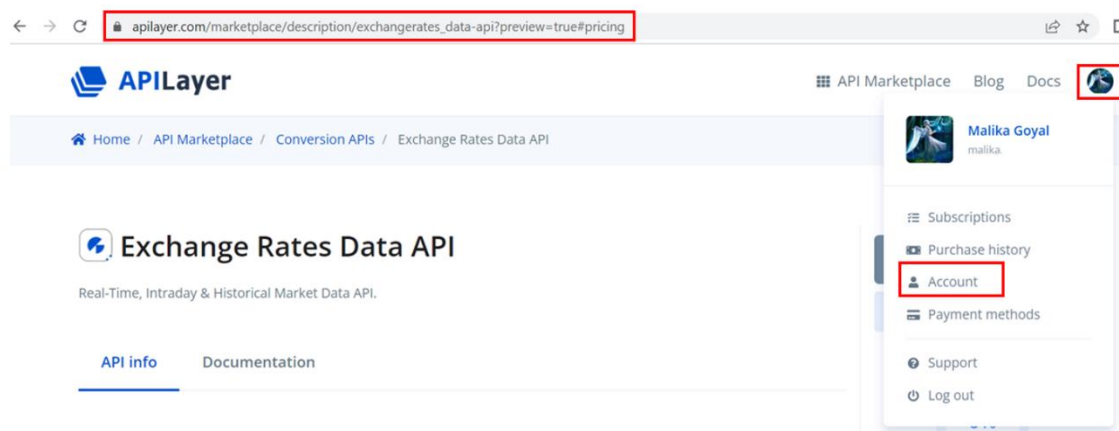 apilayer.com/marketplace/description/exchangerates_data-api?preview=true#pricing
APILayer
API Marketplace Blog Docs
Home / API Marketplace / Conversion APIs / Exchange Rates Data API
Malika Goyal
malika.
Subscriptions
Purchase history
Account
Payment methods
Support
Log out
Exchange Rates Data API
Real-Time, Intraday & Historical Market Data API.
API info Documentation